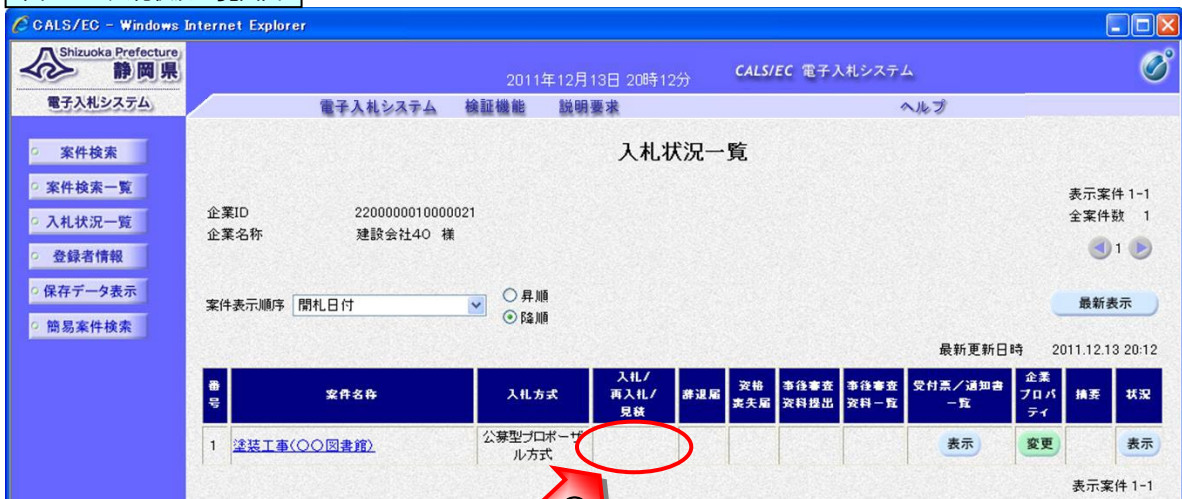 CALS/EC - Windows Internet Explorer
Shizuoka Prefecture
静岡県
2011年12月13日 20時12分
CALS/EC 電子入札システム
電子入札システム
電子入札システム 検証機能 説明要求 ヘルプ
案件検索
案件検索一覧
入札状況一覧
登録者情報
保存データ表示
簡易案件検索
入札状況一覧
表示案件 1-1
全案件数 1
企業ID 2200000010000021
企業名称 建設会社40 様
1
案件表示順序 開札日付
昇順
降順
最新表示
最新更新日時 2011.12.13 20:12
番号 案件名称 入札方式 入札/再入札/見積 辞退届 資格喪失届 事後審査資料提出 事後審査資料一覧 受付票/通知書一覧 企業プロパティ 摘要 状況
1 塗装工事(〇〇図書館) 公募型プロポーザル方式 表示 変更 表示
表示案件 1-1